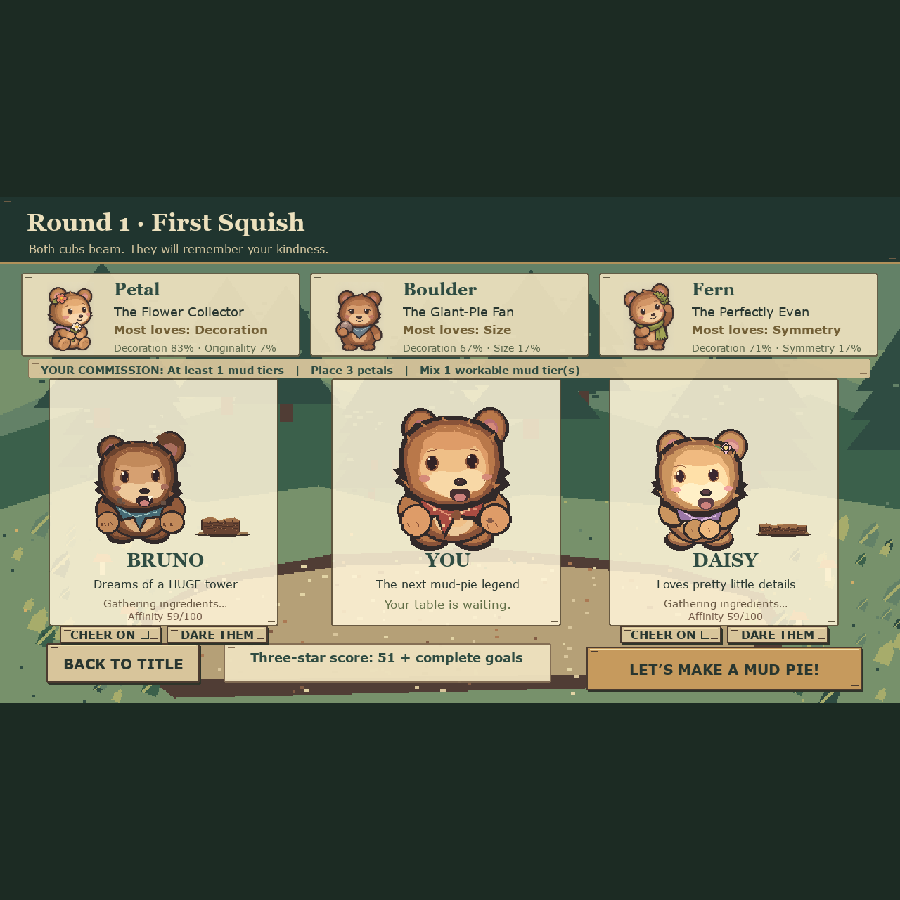 Round 1 · First Squish
Both cubs beam. They will remember your kindness.
Petal
The Flower Collector
Most loves: Decoration
Decoration 83% · Originality 7%
Boulder
The Giant-Pie Fan
Most loves: Size
Decoration 67% · Size 17%
Fern
The Perfectly Even
Most loves: Symmetry
Decoration 71% · Symmetry 17%
YOUR COMMISSION: At least 1 mud tiers | Place 3 petals | Mix 1 workable mud tier(s)
BRUNO
Dreams of a HUGE tower
Gathering ingredients...
Affinity 59/100
CHEER ON
DARE THEM
YOU
The next mud-pie legend
Your table is waiting.
DAISY
Loves pretty little details
Gathering ingredients...
Affinity 59/100
CHEER ON
DARE THEM
BACK TO TITLE
Three-star score: 51 + complete goals
LET'S MAKE A MUD PIE!